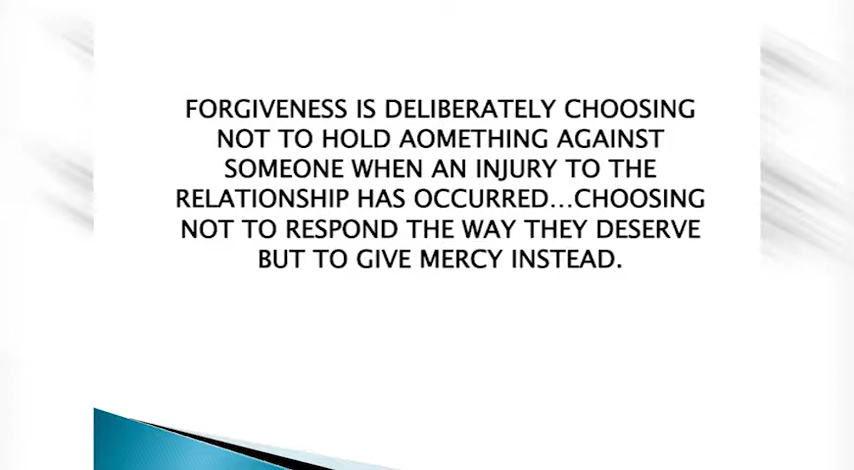 FORGIVENESS IS DELIBERATELY CHOOSING
NOT TO HOLD AOMETHING AGAINST
SOMEONE WHEN AN INJURY TO THE
RELATIONSHIP HAS OCCURRED...CHOOSING
NOT TO RESPOND THE WAY THEY DESERVE
BUT TO GIVE MERCY INSTEAD.